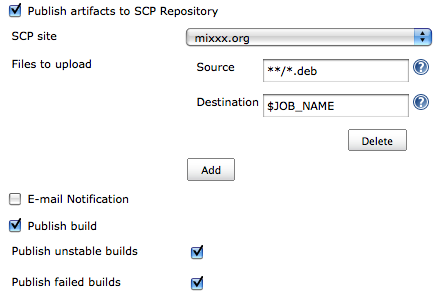 Publish artifacts to SCP Repository
SCP site mixxx.org
Files to upload Source **/*.deb
Destination $JOB_NAME
Delete
Add
E-mail Notification
Publish build
Publish unstable builds
Publish failed builds